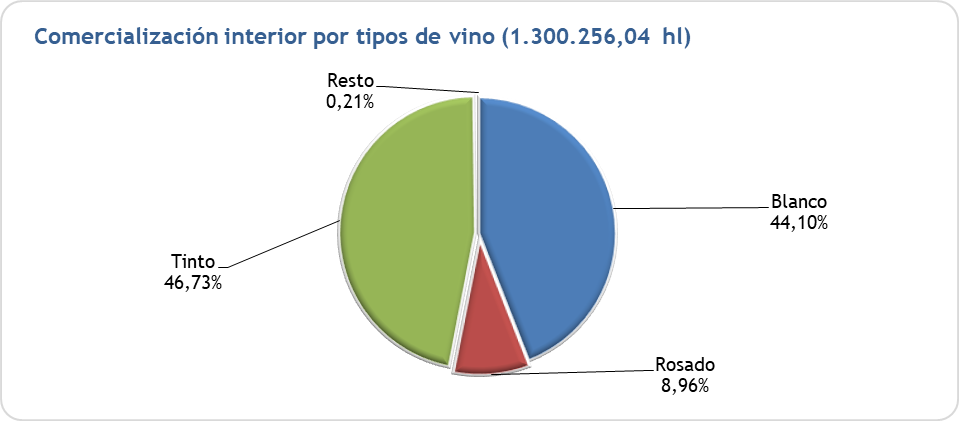 Comercialización interior por tipos de vino (1.300.256,04 hl)
Resto
0,21%
Blanco
44,10%
Tinto
46,73%
Rosado
8,96%